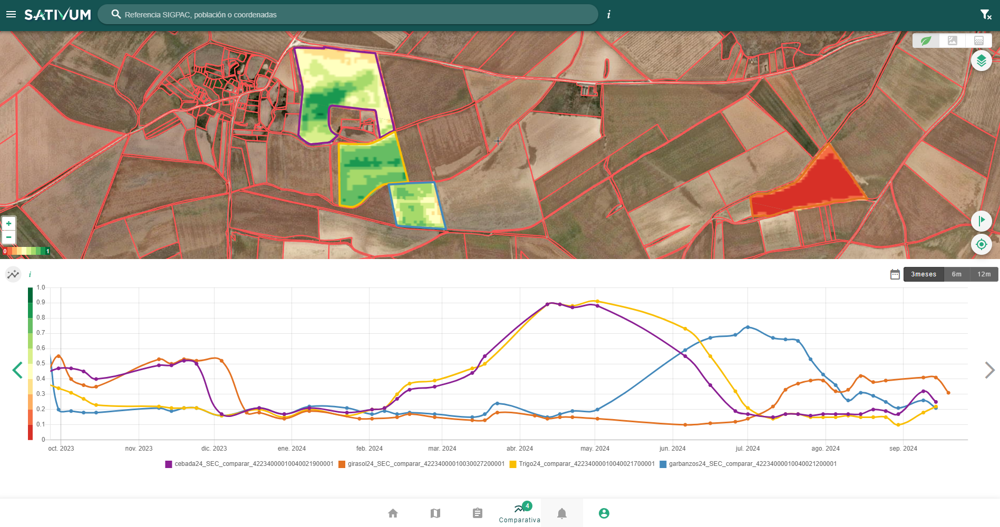 SATIVUM
Referencia SIGPAC, población o coordenadas
i
+
−
0 1
i
3meses 6m 12m
1.0
0.9
0.8
0.7
0.6
0.5
0.4
0.3
0.2
0.1
0
oct. 2023 nov. 2023 dic. 2023 ene. 2024 feb. 2024 mar. 2024 abr. 2024 may. 2024 jun. 2024 jul. 2024 ago. 2024 sep. 2024
cebada24_SEC_comparar_42234000010040021900001 girasol24_SEC_comparar_42234000010030027200001 Trigo24_comparar_42234000010040021700001 garbanzos24_SEC_comparar_42234000010040021200001
4
Comparativa